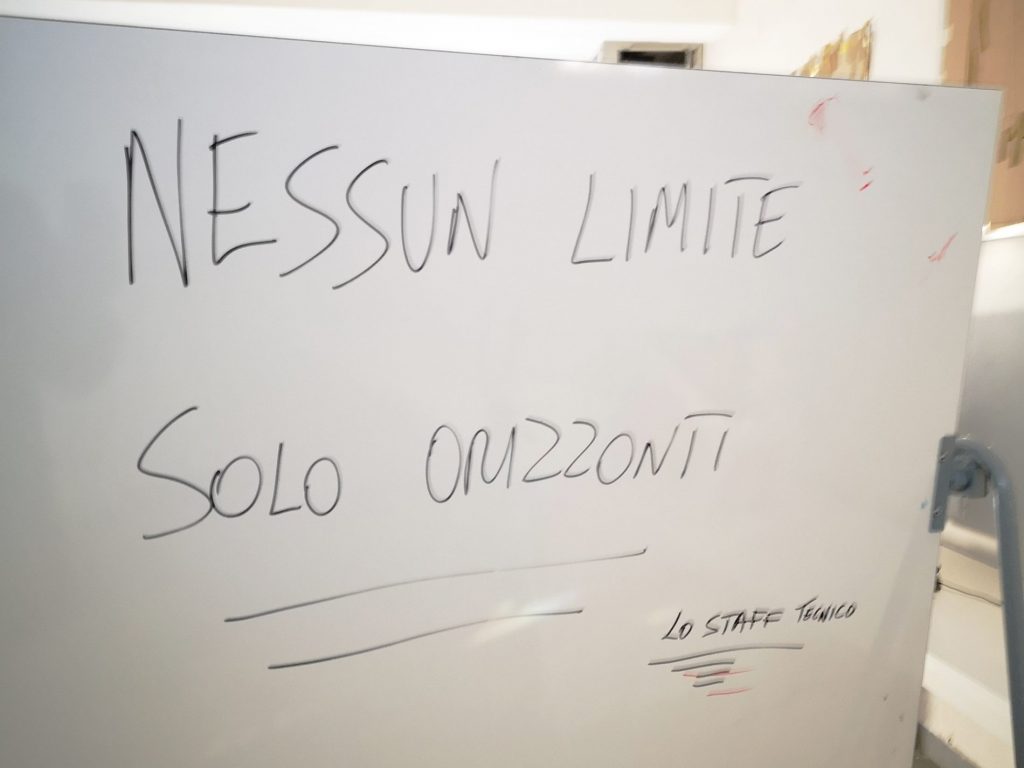 NESSUN LIMITE
SOLO ORIZZONTI
LO STAFF TECNICO